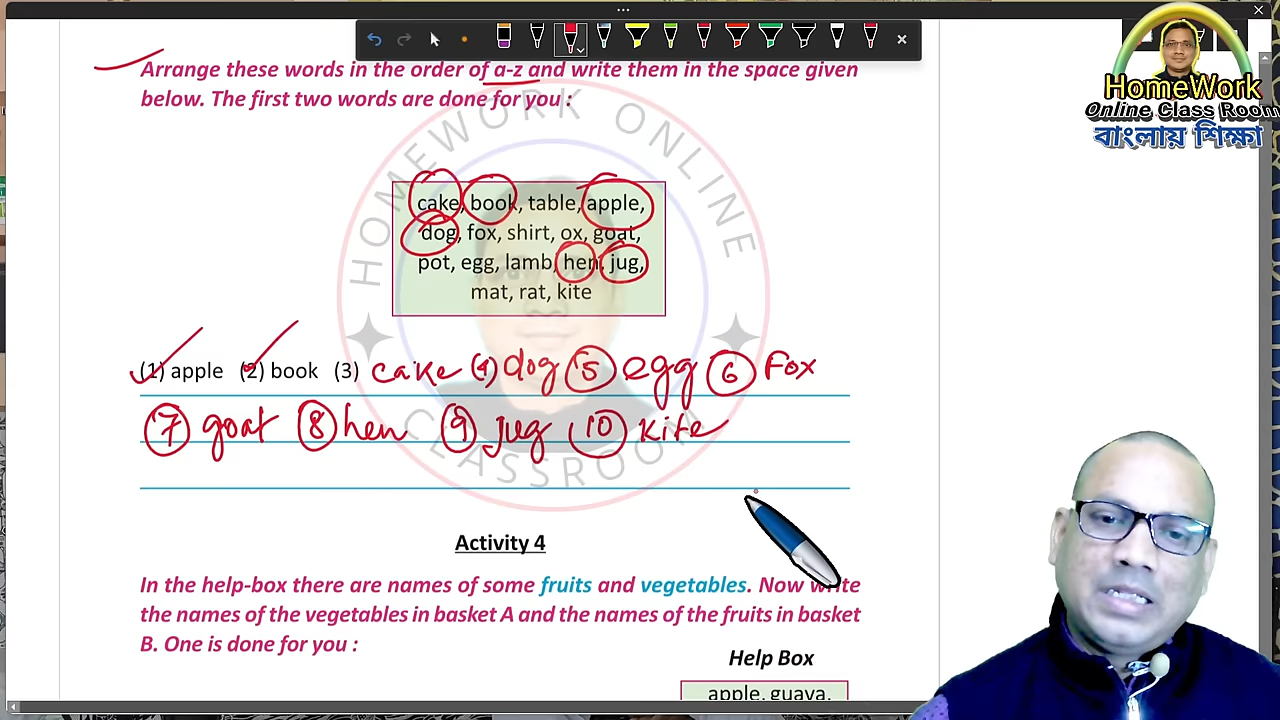 HomeWork
Online Class Room
বাংলায় শিক্ষা
Arrange these words in the order of a-z and write them in the space given
below. The first two words are done for you :
HOMEWORK ONLINE
cake, book, table, apple,
dog, fox, shirt, ox, goat,
pot, egg, lamb, hen, jug,
mat, rat, kite
(1) apple (2) book (3) cake (4) dog (5) egg (6) Fox
(7) goat (8) hen (9) jug (10) kite
CLASSROOM
Activity 4
In the help-box there are names of some fruits and vegetables. Now write
the names of the vegetables in basket A and the names of the fruits in basket
B. One is done for you :
Help Box
apple, guava,